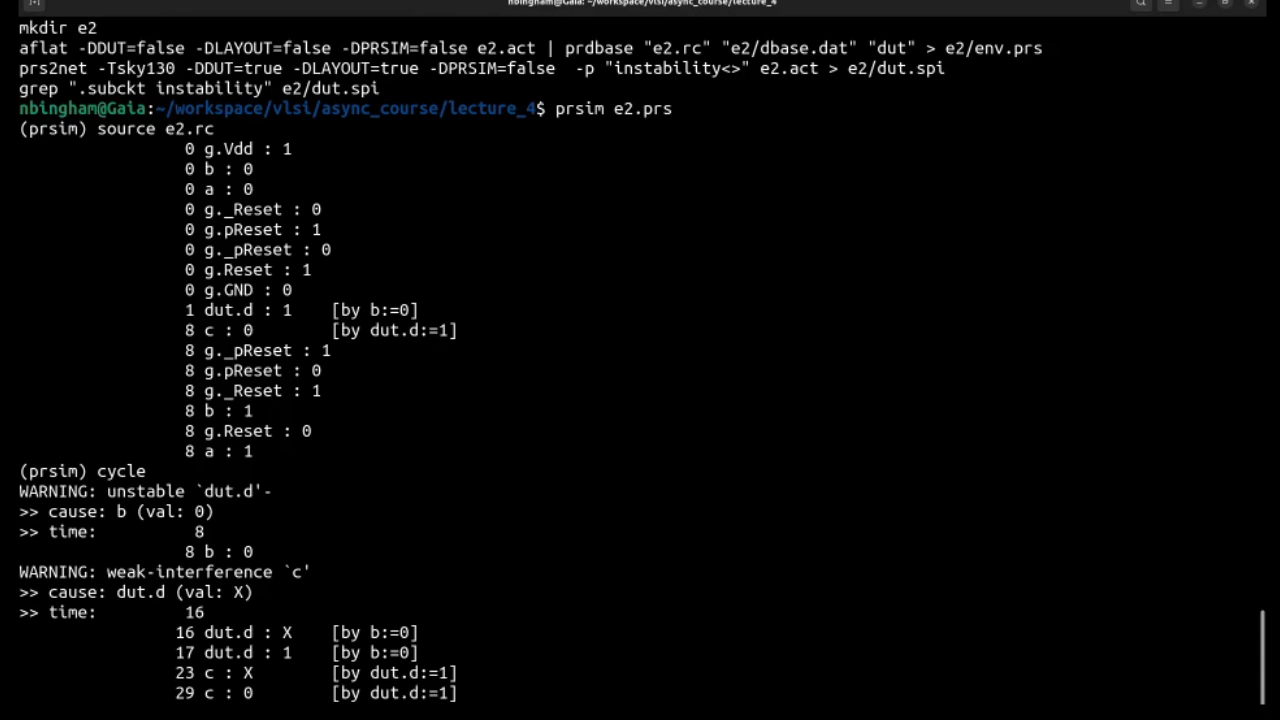 nbingham@Gaia: ~/workspace/vlsi/async_course/lecture_4
mkdir e2
aflat -DDUT=false -DLAYOUT=false -DPRSIM=false e2.act | prdbase "e2.rc" "e2/dbase.dat" "dut" > e2/env.prs
prs2net -Tsky130 -DDUT=true -DLAYOUT=true -DPRSIM=false  -p "instability<>" e2.act > e2/dut.spi
grep ".subckt instability" e2/dut.spi
nbingham@Gaia:~/workspace/vlsi/async_course/lecture_4$ prsim e2.prs
(prsim) source e2.rc
0 g.Vdd : 1
0 b : 0
0 a : 0
0 g._Reset : 0
0 g.pReset : 1
0 g._pReset : 0
0 g.Reset : 1
0 g.GND : 0
1 dut.d : 1    [by b:=0]
8 c : 0        [by dut.d:=1]
8 g._pReset : 1
8 g.pReset : 0
8 g._Reset : 1
8 b : 1
8 g.Reset : 0
8 a : 1
(prsim) cycle
WARNING: unstable `dut.d'-
>> cause: b (val: 0)
>> time:          8
8 b : 0
WARNING: weak-interference `c'
>> cause: dut.d (val: X)
>> time:         16
16 dut.d : X    [by b:=0]
17 dut.d : 1    [by b:=0]
23 c : X        [by dut.d:=1]
29 c : 0        [by dut.d:=1]